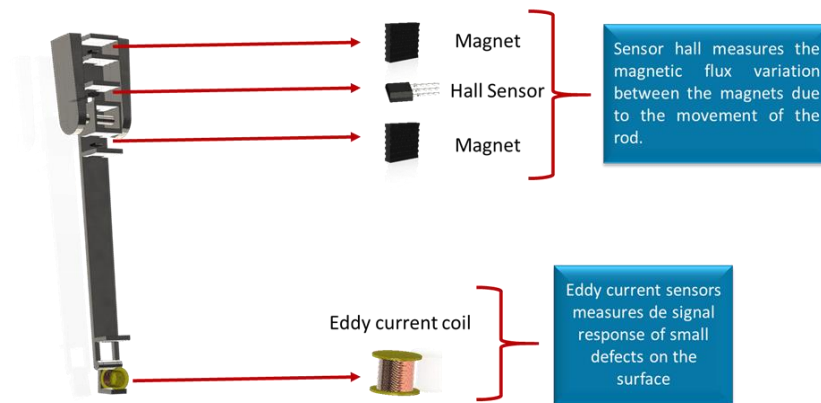 Magnet
Hall Sensor
Magnet
Sensor hall measures the
magnetic flux variation
between the magnets due
to the movement of the
rod.
Eddy current coil
Eddy current sensors
measures de signal
response of small
defects on the
surface